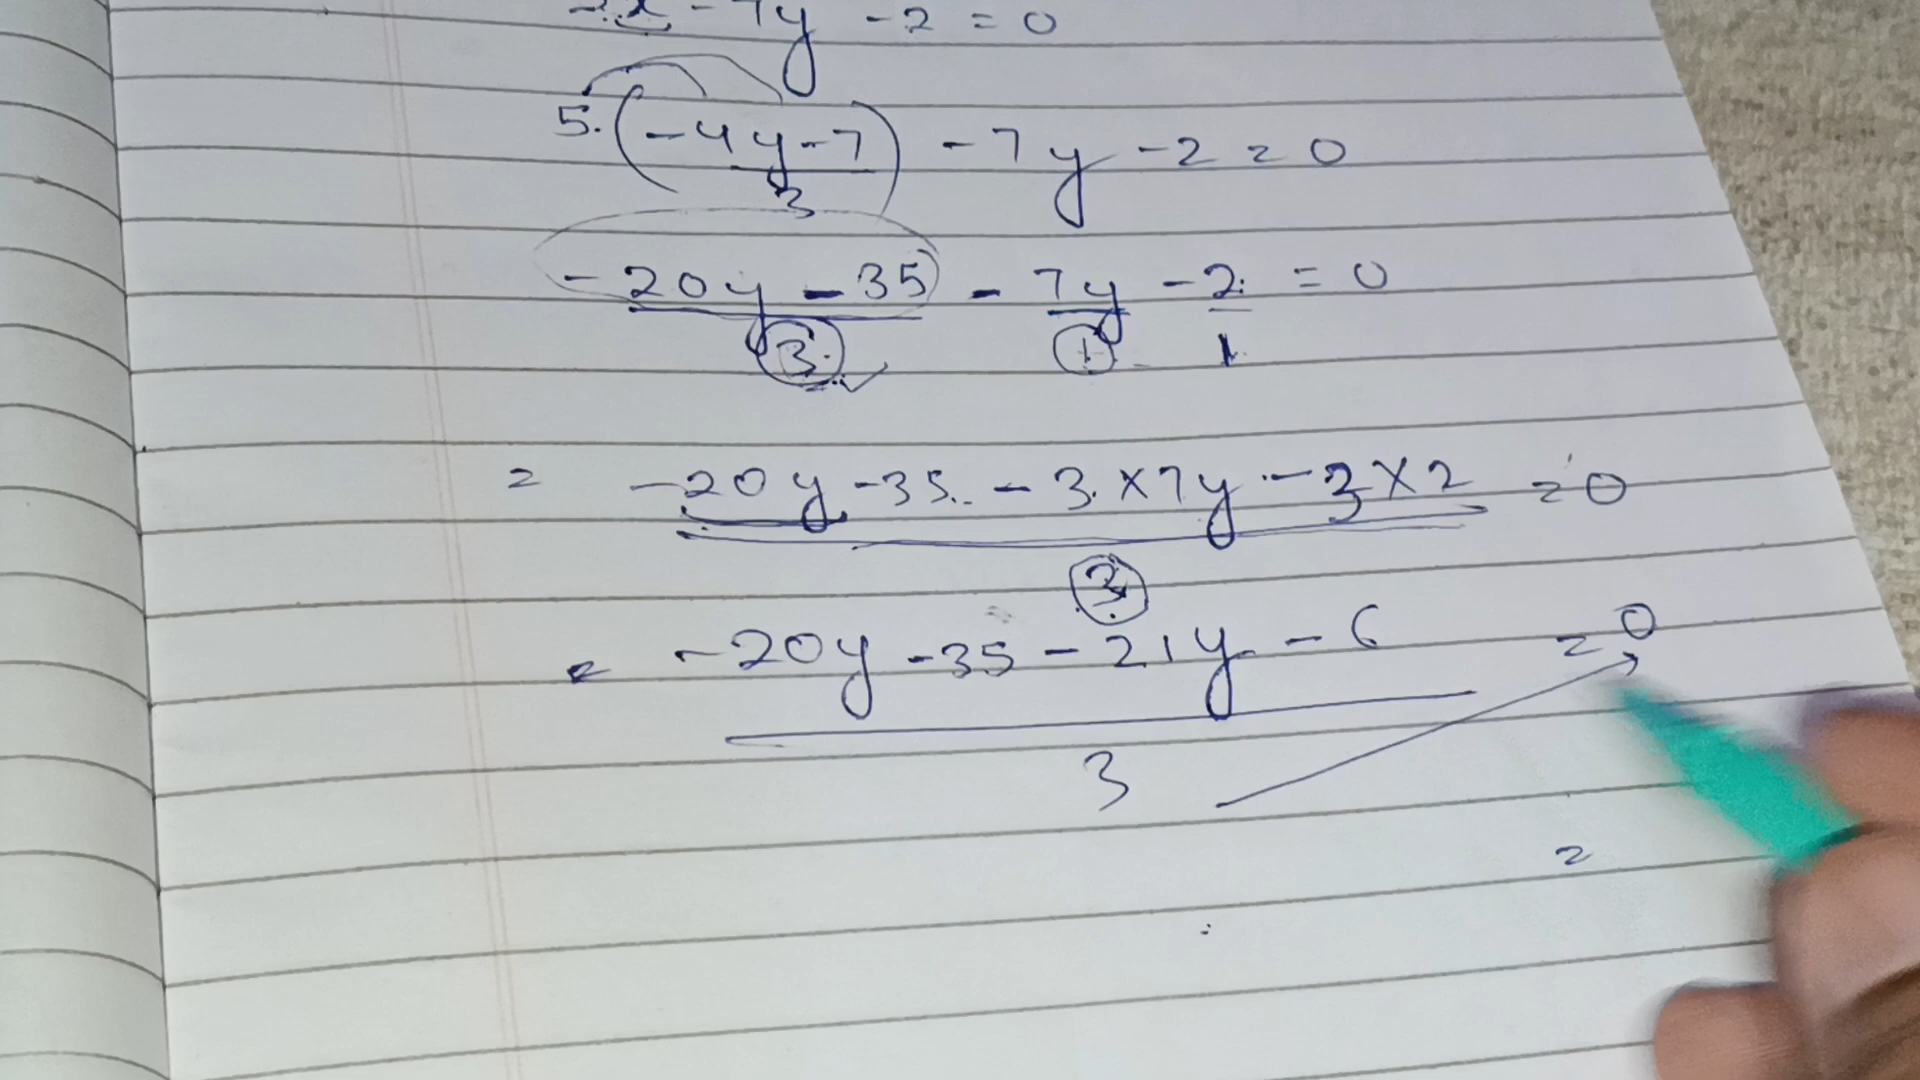 - 7y - 2 = 0
5. (-4y - 7 / 3) - 7y - 2 = 0
-20y - 35 / 3 - 7y / 1 - 2 / 1 = 0
= -20y - 35 - 3 × 7y - 3 × 2 / 3 = 0
= -20y - 35 - 21y - 6 / 3 = 0
=